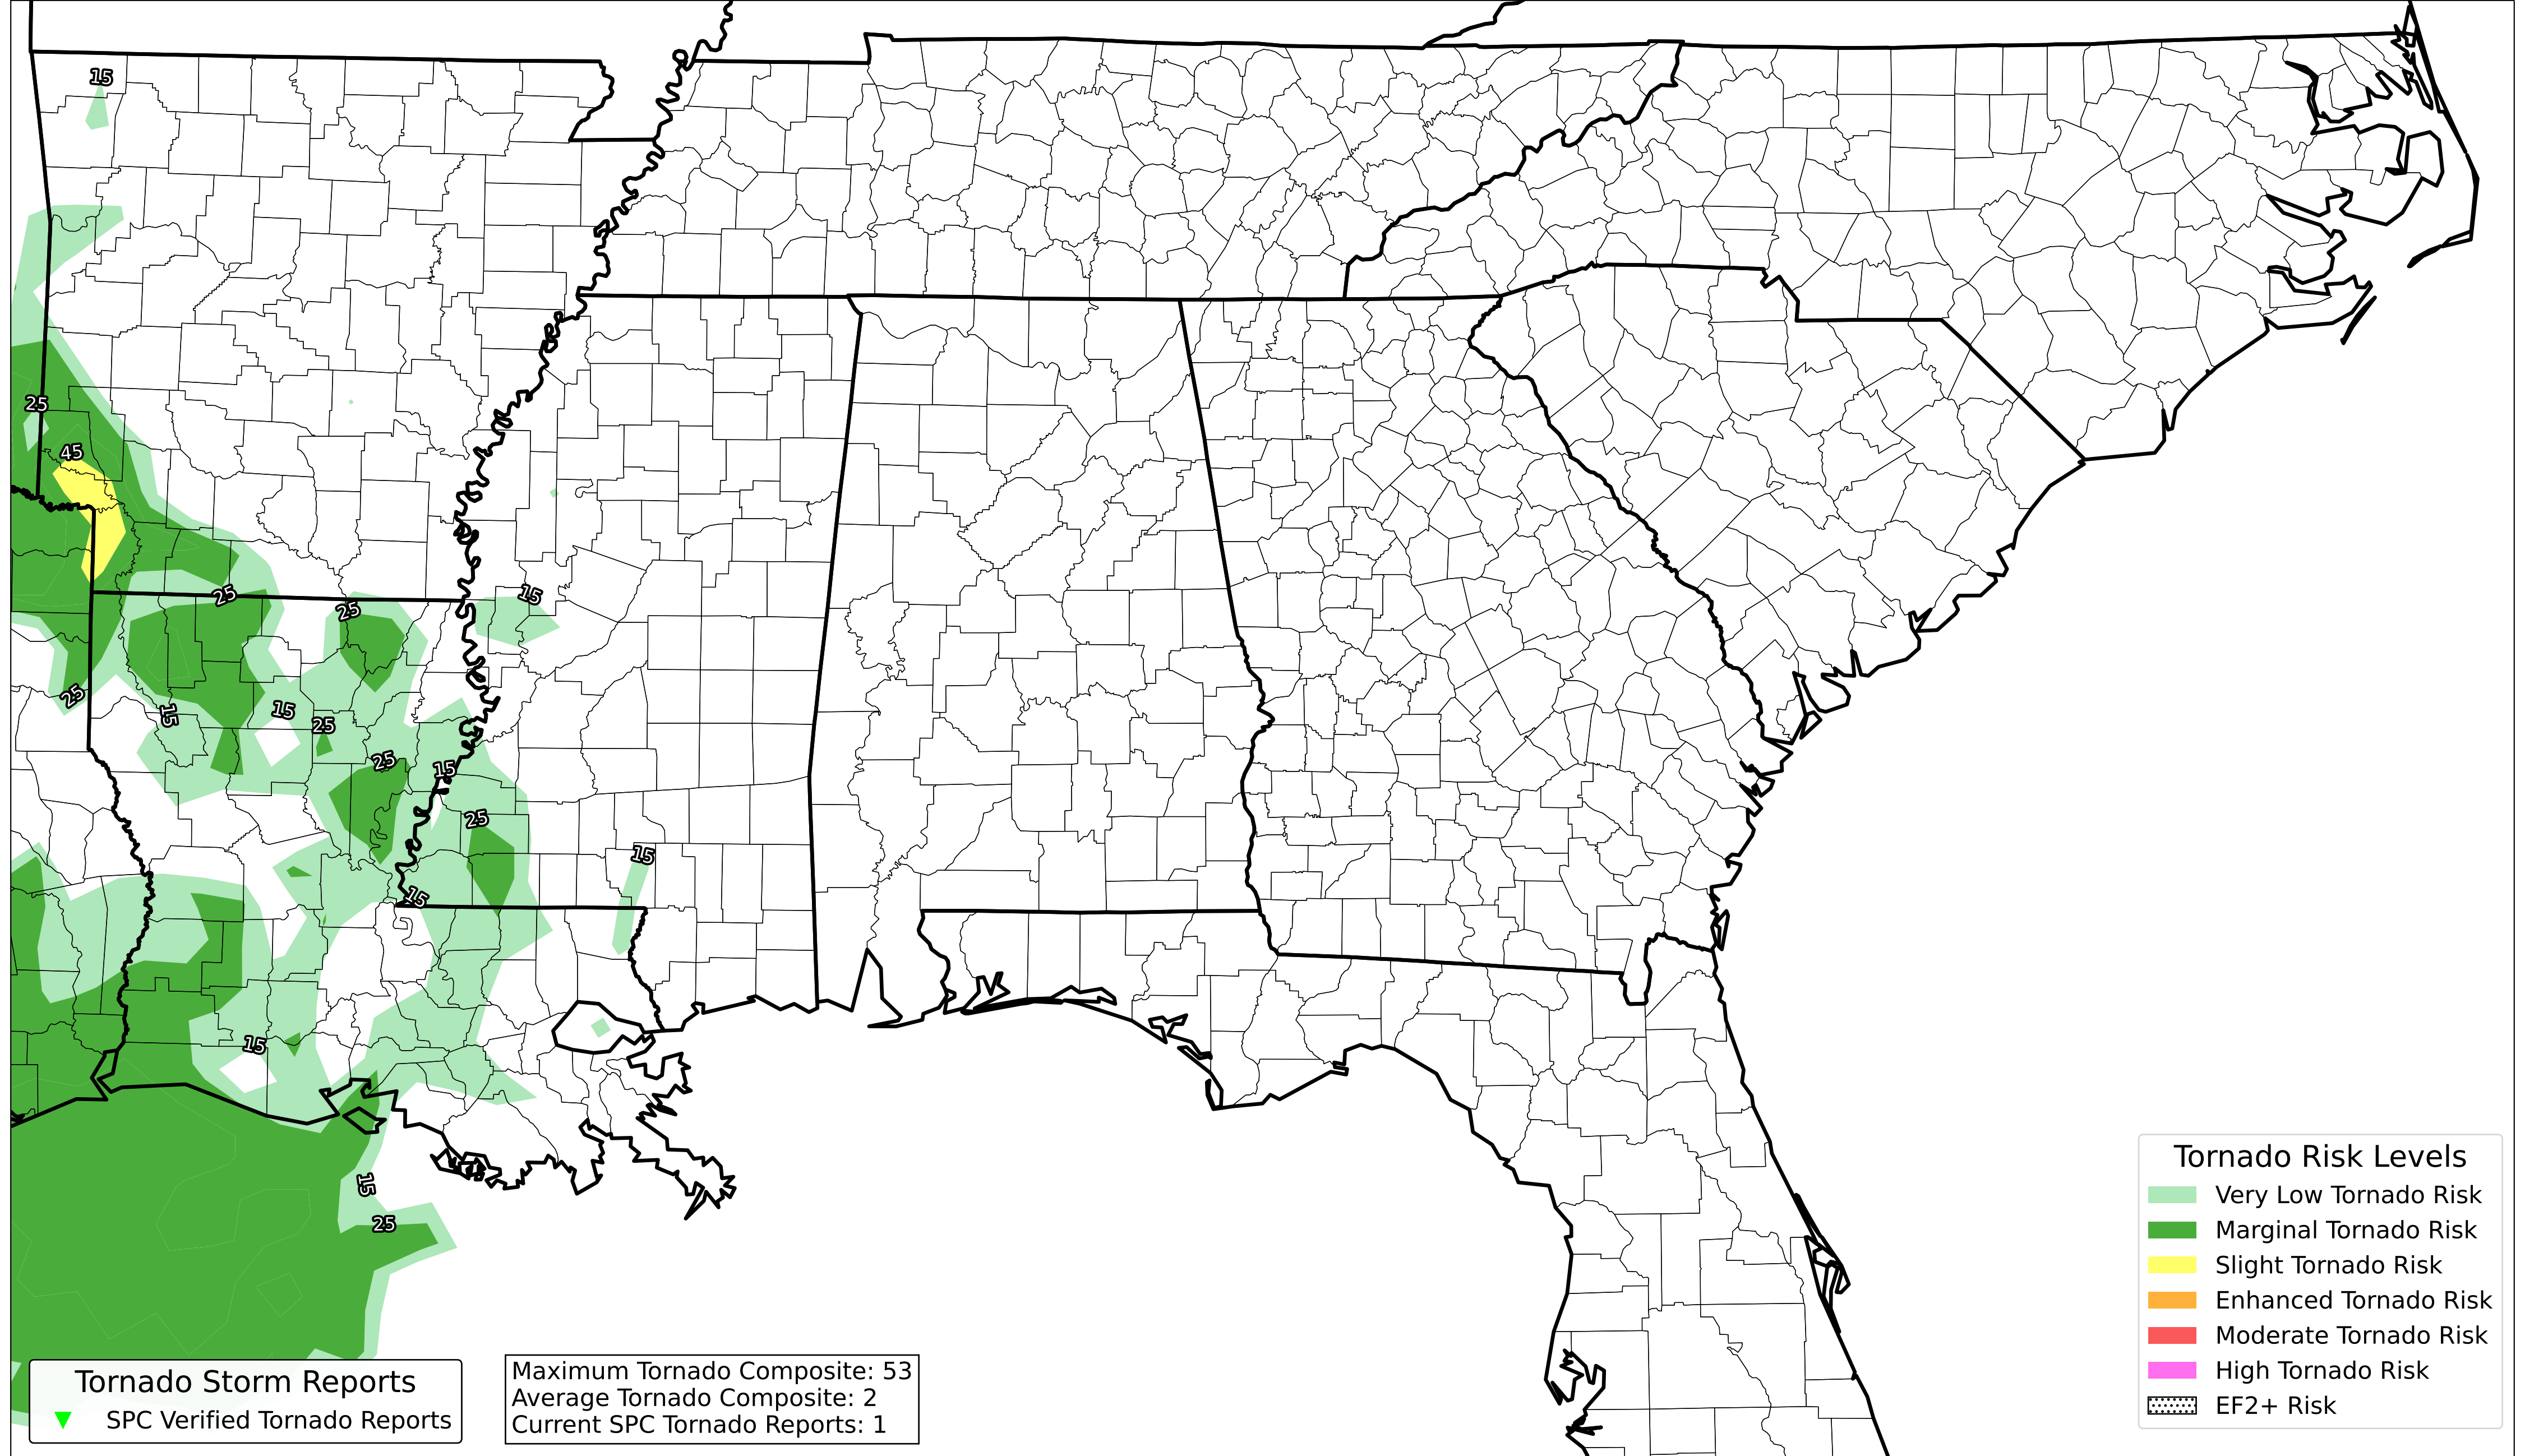 15
25
45
25
25
15
25
15
15
25
25
15
25
15
15
15
15
25
Tornado Risk Levels
Very Low Tornado Risk
Marginal Tornado Risk
Slight Tornado Risk
Enhanced Tornado Risk
Moderate Tornado Risk
High Tornado Risk
EF2+ Risk
Tornado Storm Reports
SPC Verified Tornado Reports
Maximum Tornado Composite: 53
Average Tornado Composite: 2
Current SPC Tornado Reports: 1